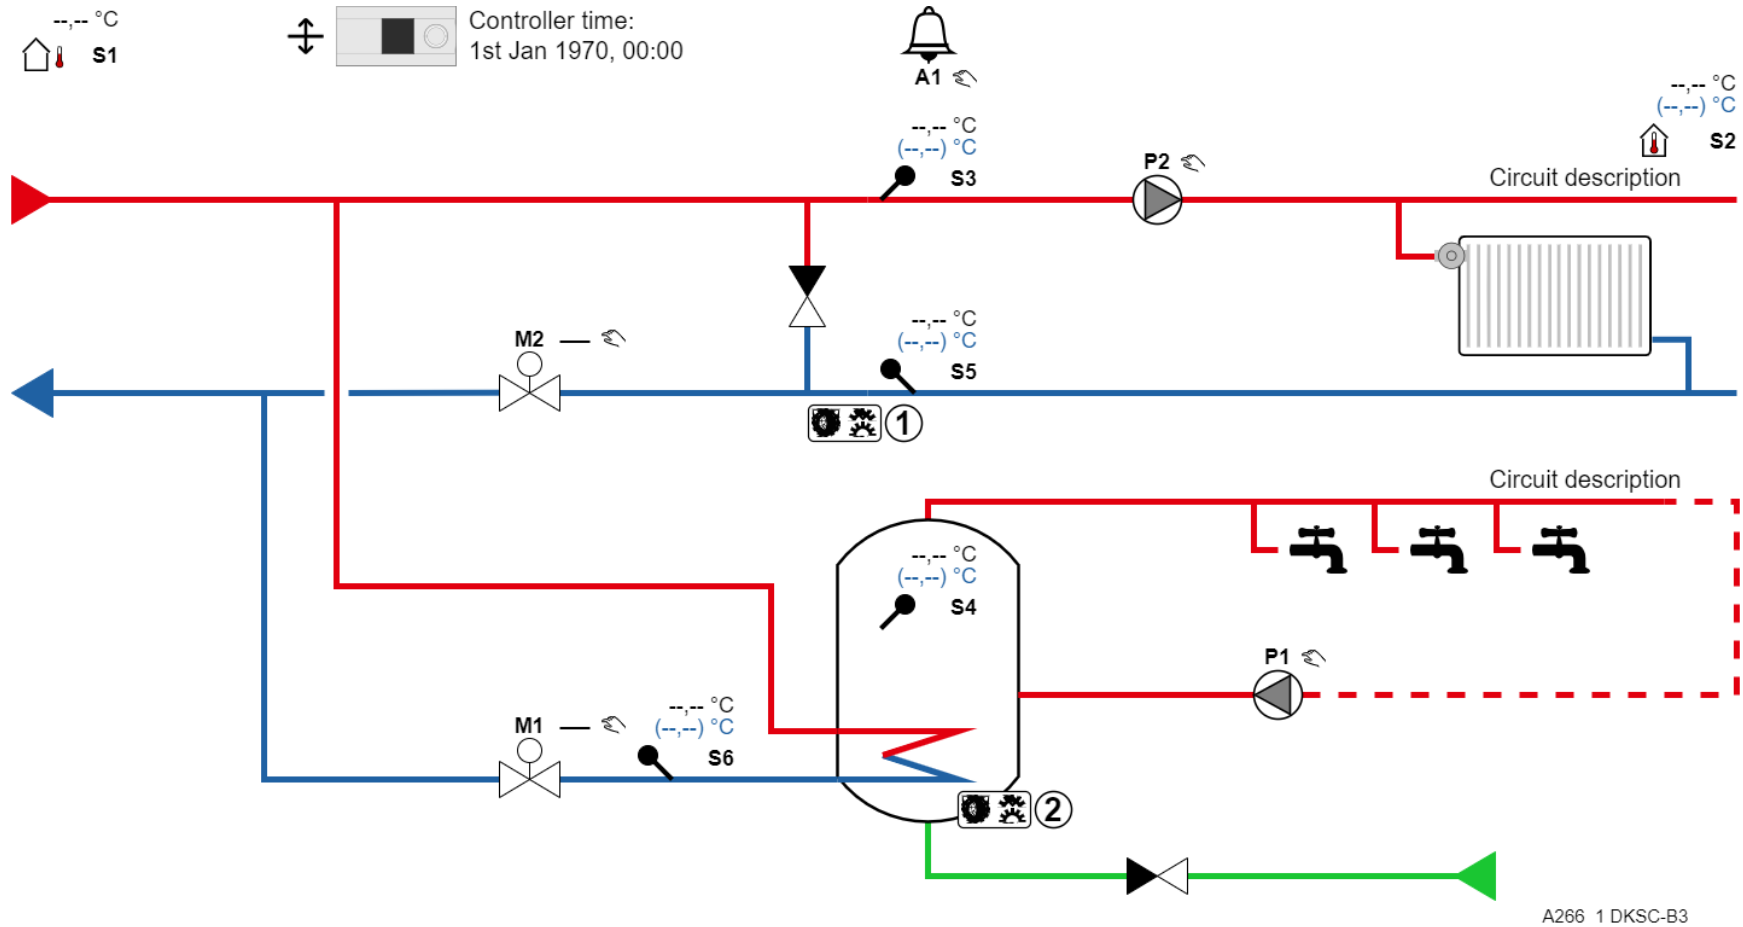 --,-- °C
S1
Controller time:
1st Jan 1970, 00:00
A1
--,-- °C
(--,--) °C
S2
--,-- °C
(--,--) °C
S3
P2
Circuit description
--,-- °C
(--,--) °C
S5
M2
1
Circuit description
--,-- °C
(--,--) °C
S4
P1
--,-- °C
(--,--) °C
S6
M1
2
A266 1 DKSC-B3